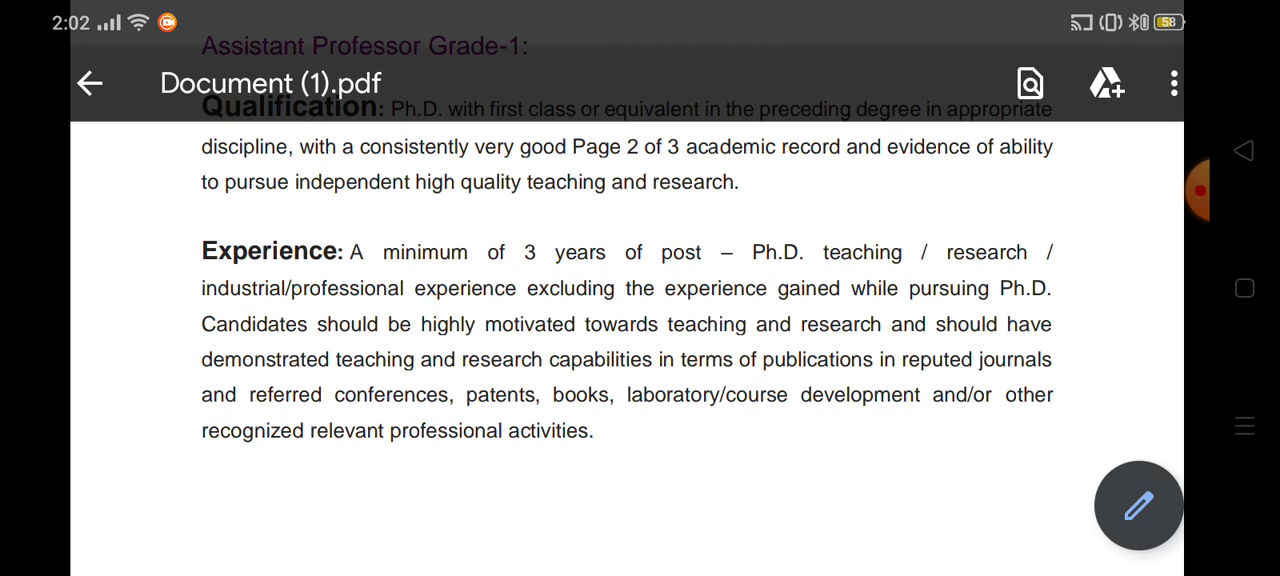 2:02
58
Assistant Professor Grade-1:
Document (1).pdf
Qualification: Ph.D. with first class or equivalent in the preceding degree in appropriate
discipline, with a consistently very good Page 2 of 3 academic record and evidence of ability
to pursue independent high quality teaching and research.
Experience: A minimum of 3 years of post – Ph.D. teaching / research /
industrial/professional experience excluding the experience gained while pursuing Ph.D.
Candidates should be highly motivated towards teaching and research and should have
demonstrated teaching and research capabilities in terms of publications in reputed journals
and referred conferences, patents, books, laboratory/course development and/or other
recognized relevant professional activities.